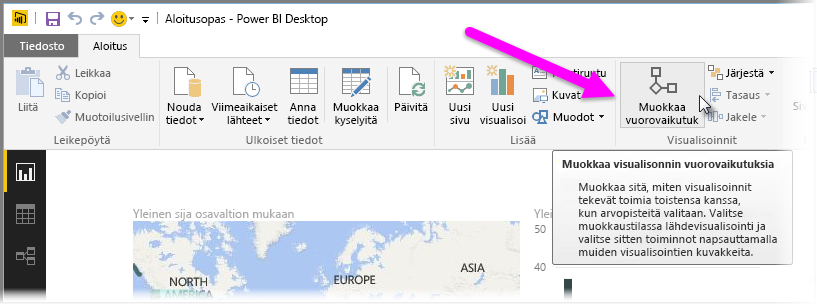 Aloitusopas - Power BI Desktop
Tiedosto Aloitus
Liitä
Leikkaa
Kopioi
Muotoilusivellin
Nouda tiedot
Viimeaikaiset lähteet
Anna tiedot
Muokkaa kyselyitä
Päivitä
Uusi sivu
Uusi visualisoi
Kuvat
Muodot
Muokkaa vuorovaikutuk
Järjestä
Tasaus
Jakele
Leikepöytä Ulkoiset tiedot Lisää Visualisoinnit
Muokkaa visualisonnin vuorovaikutuksia
Muokkaa sitä, miten visualisoinnit
tekevät toimia toistensa kanssa,
kun arvopisteitä valitaan. Valitse
muokkaustilassa lähdevisualisointi ja
valitse sitten toiminnot napsauttamalla
muiden visualisointien kuvakkeita.
Yleinen sija osavaltion mukaan
50
40
NORTH
AMERICA
EUROPE
ASIA